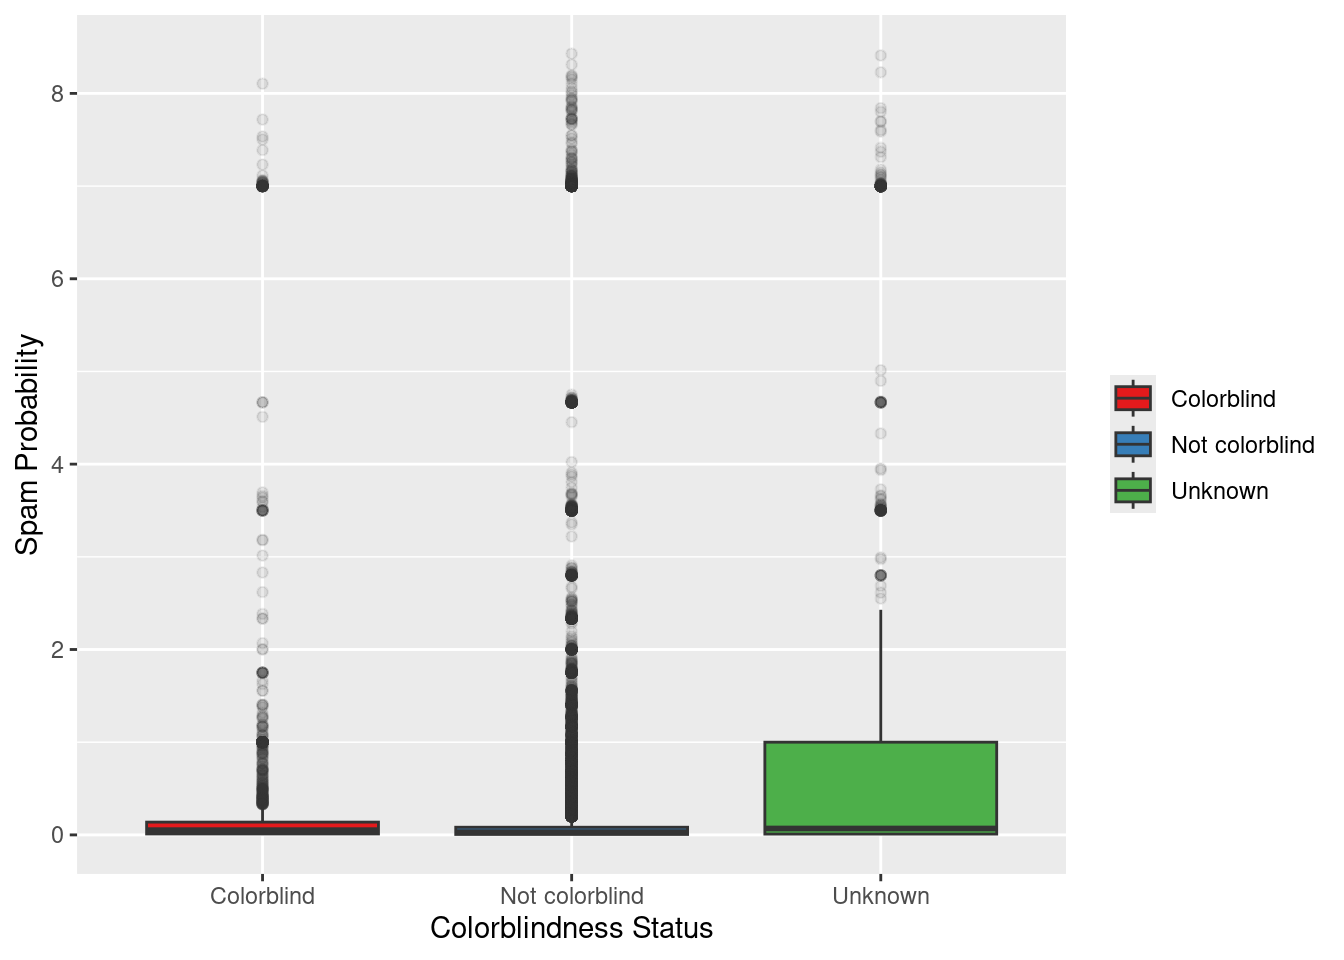 8
6
4
2
0
Spam Probability
Colorblind
Not colorblind
Unknown
Colorblindness Status
Colorblind
Not colorblind
Unknown